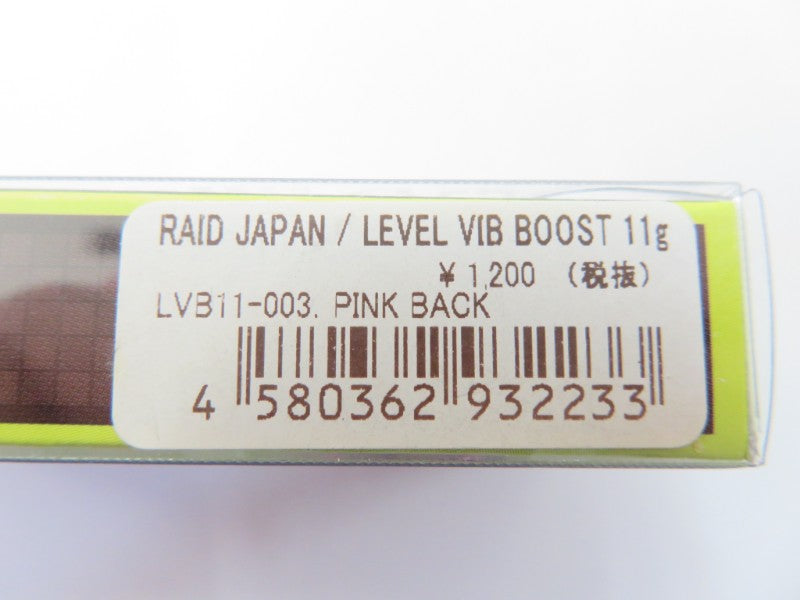 RAID JAPAN / LEVEL VIB BOOST 11g
¥ 1,200 (税抜)
LVB11-003. PINK BACK
4 580362 932233